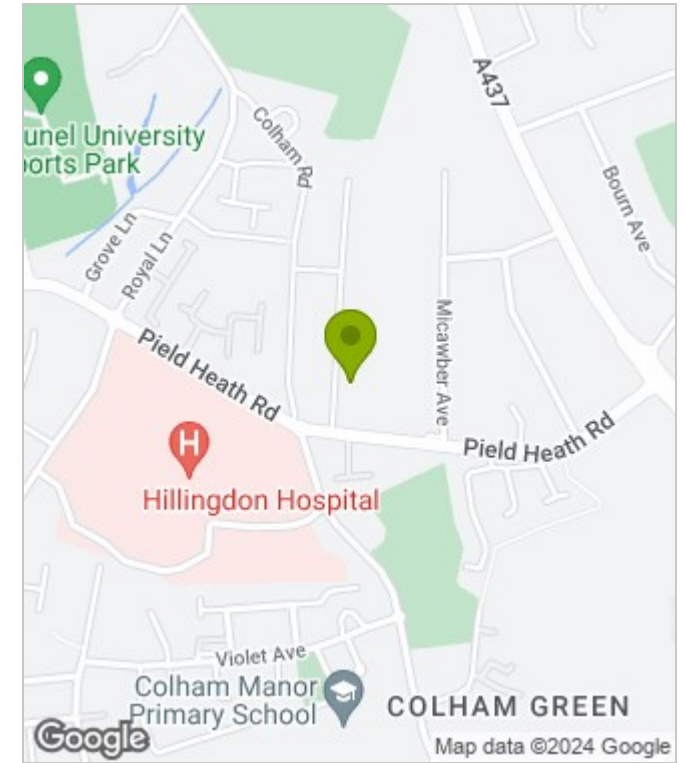 A437
unel University
orts Park
Colham Rd
Bourn Ave
Grove Ln
Royal Ln
Micawber Ave
Pield Heath Rd
Pield Heath Rd
H
Hillingdon Hospital
Violet Ave
Colham Manor
Primary School
COLHAM GREEN
Google
Map data ©2024 Google